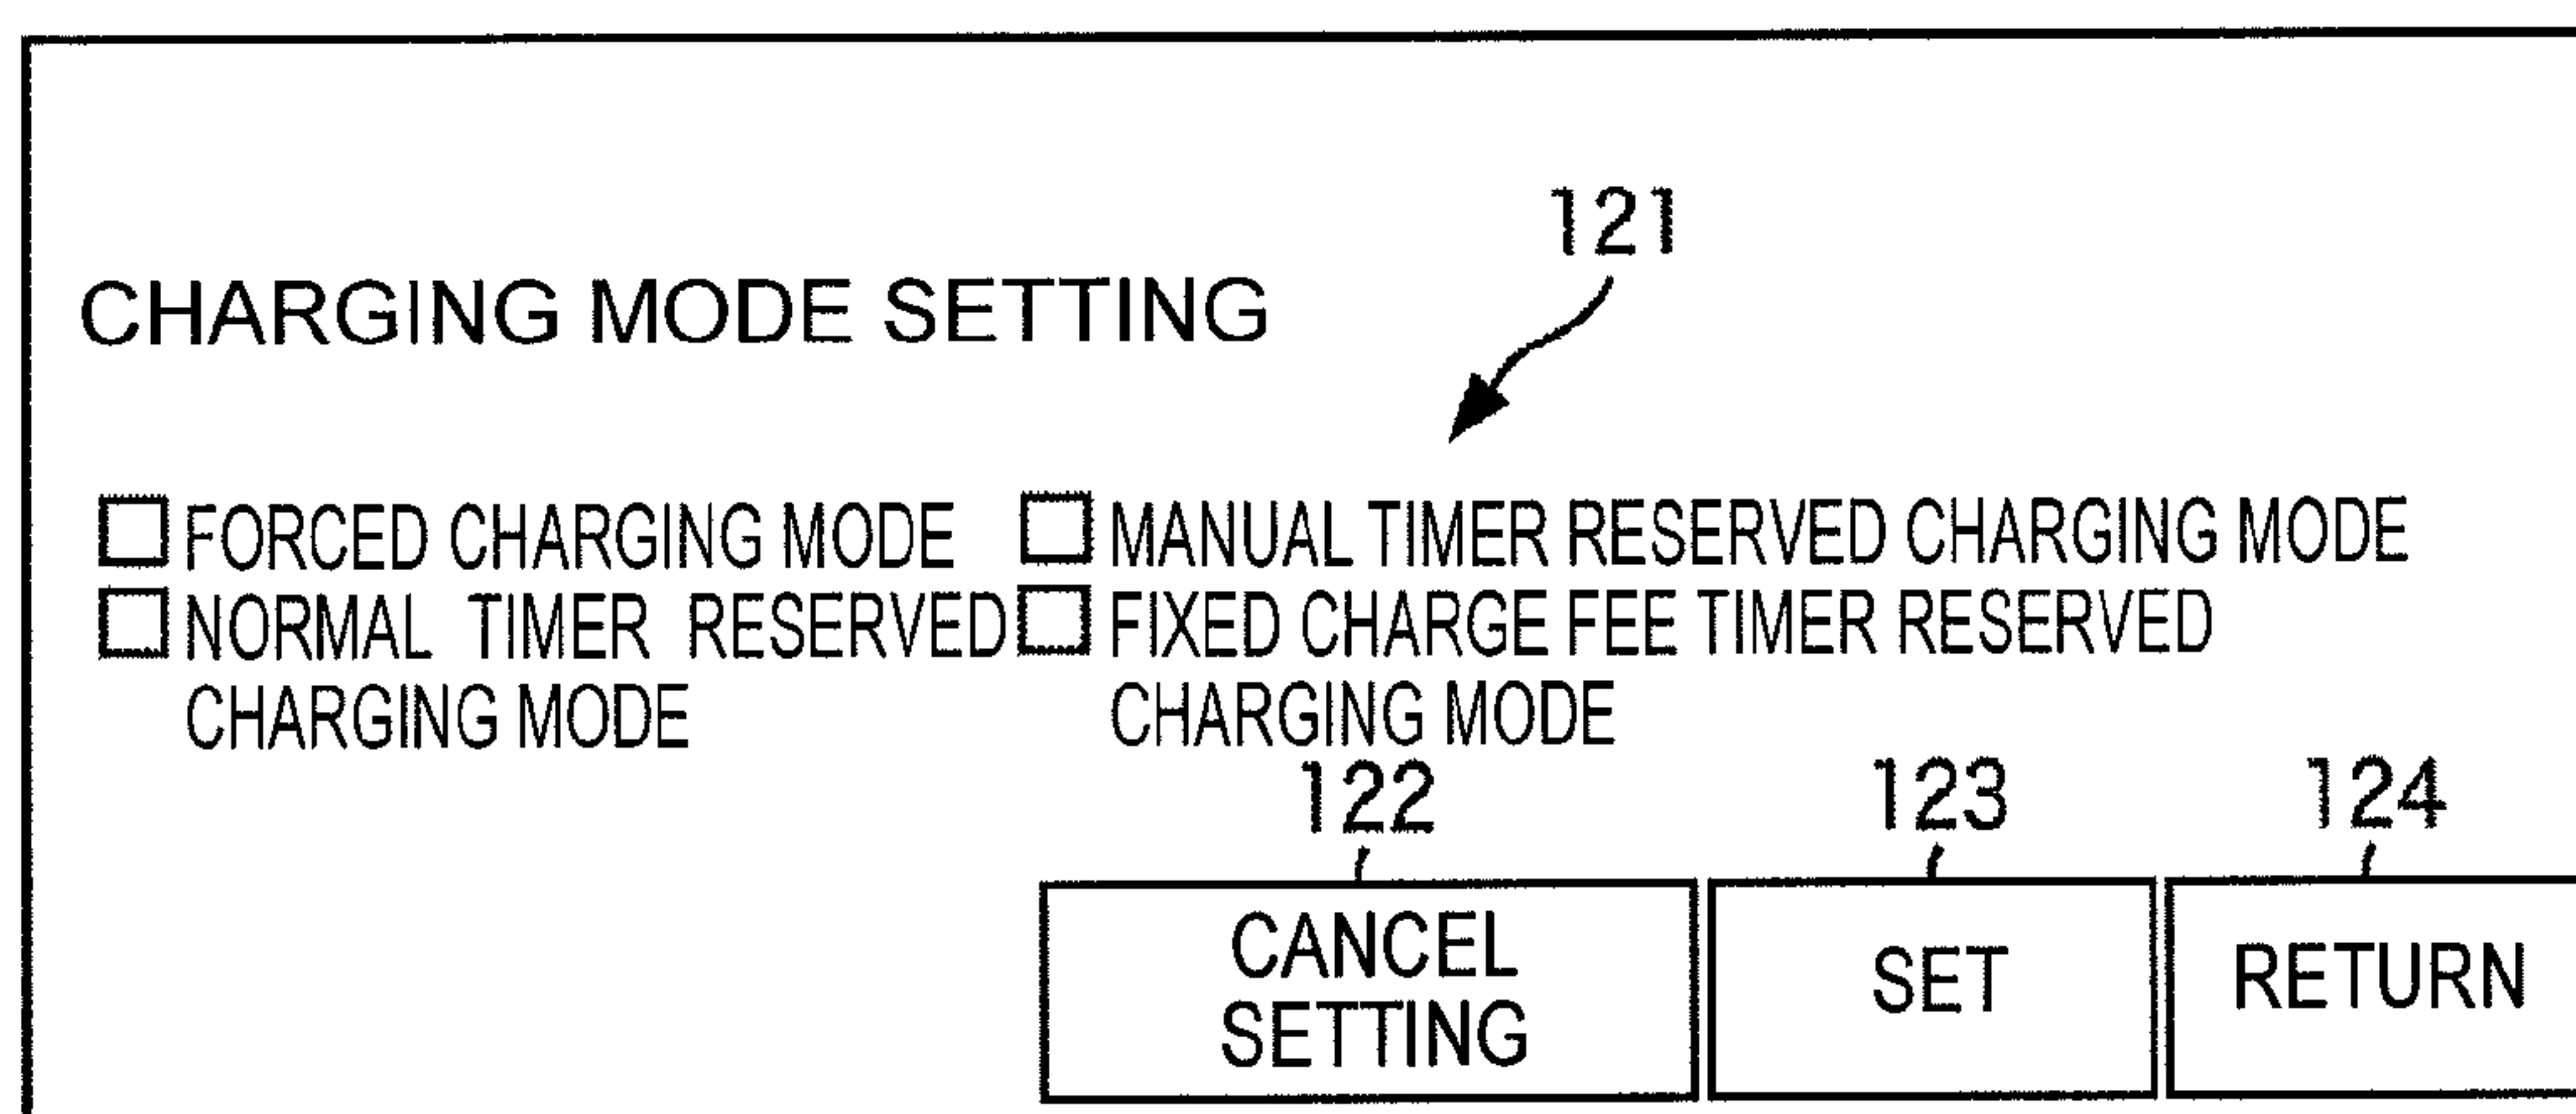 121
CHARGING MODE SETTING
FORCED CHARGING MODE
MANUAL TIMER RESERVED CHARGING MODE
NORMAL TIMER RESERVED
CHARGING MODE
FIXED CHARGE FEE TIMER RESERVED
CHARGING MODE
122
123
124
CANCEL
SETTING
SET
RETURN